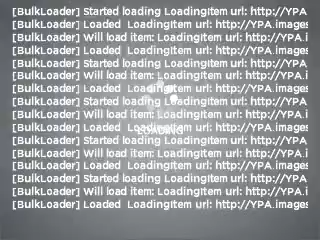 [BulkLoader] Started loading LoadingItem url: http://YPA
[BulkLoader] Loaded LoadingItem url: http://YPA.images
[BulkLoader] Will load item: LoadingItem url: http://YPA.i
[BulkLoader] Loaded LoadingItem url: http://YPA.images
[BulkLoader] Started loading LoadingItem url: http://YPA
[BulkLoader] Will load item: LoadingItem url: http://YPA.i
[BulkLoader] Loaded LoadingItem url: http://YPA.images
[BulkLoader] Started loading LoadingItem url: http://YPA
[BulkLoader] Will load item: LoadingItem url: http://YPA.i
[BulkLoader] Loaded LoadingItem url: http://YPA.images
LOADING
[BulkLoader] Started loading LoadingItem url: http://YPA
[BulkLoader] Will load item: LoadingItem url: http://YPA.i
[BulkLoader] Loaded LoadingItem url: http://YPA.images
[BulkLoader] Started loading LoadingItem url: http://YPA
[BulkLoader] Will load item: LoadingItem url: http://YPA.i
[BulkLoader] Loaded LoadingItem url: http://YPA.images